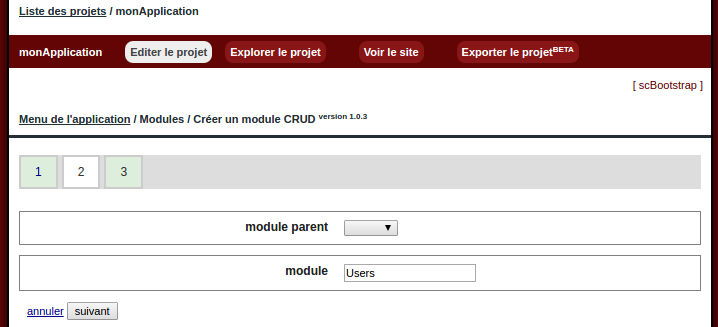 Liste des projets / monApplication
monApplication Editer le projet Explorer le projet Voir le site Exporter le projetBETA
[ scBootstrap ]
Menu de l'application / Modules / Créer un module CRUD version 1.0.3
1 2 3
module parent
module Users
annuler suivant